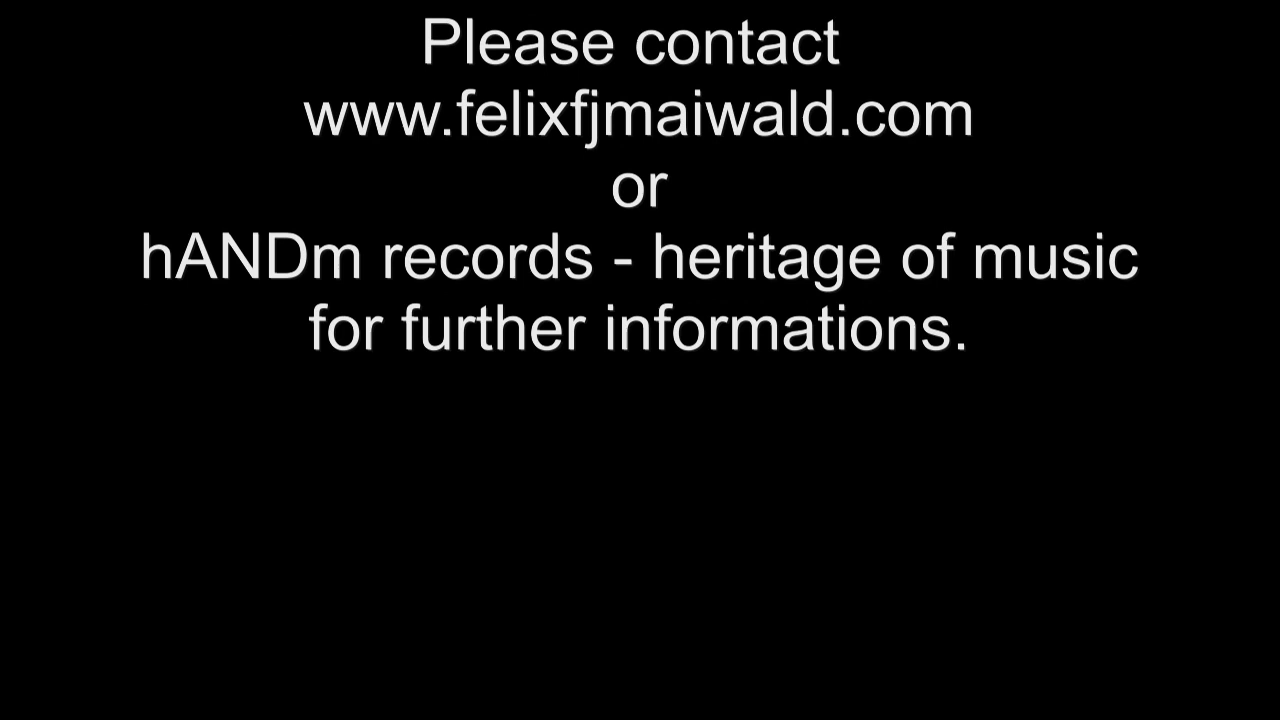 Please contact
www.felixfjmaiwald.com
or
hANDm records - heritage of music
for further informations.